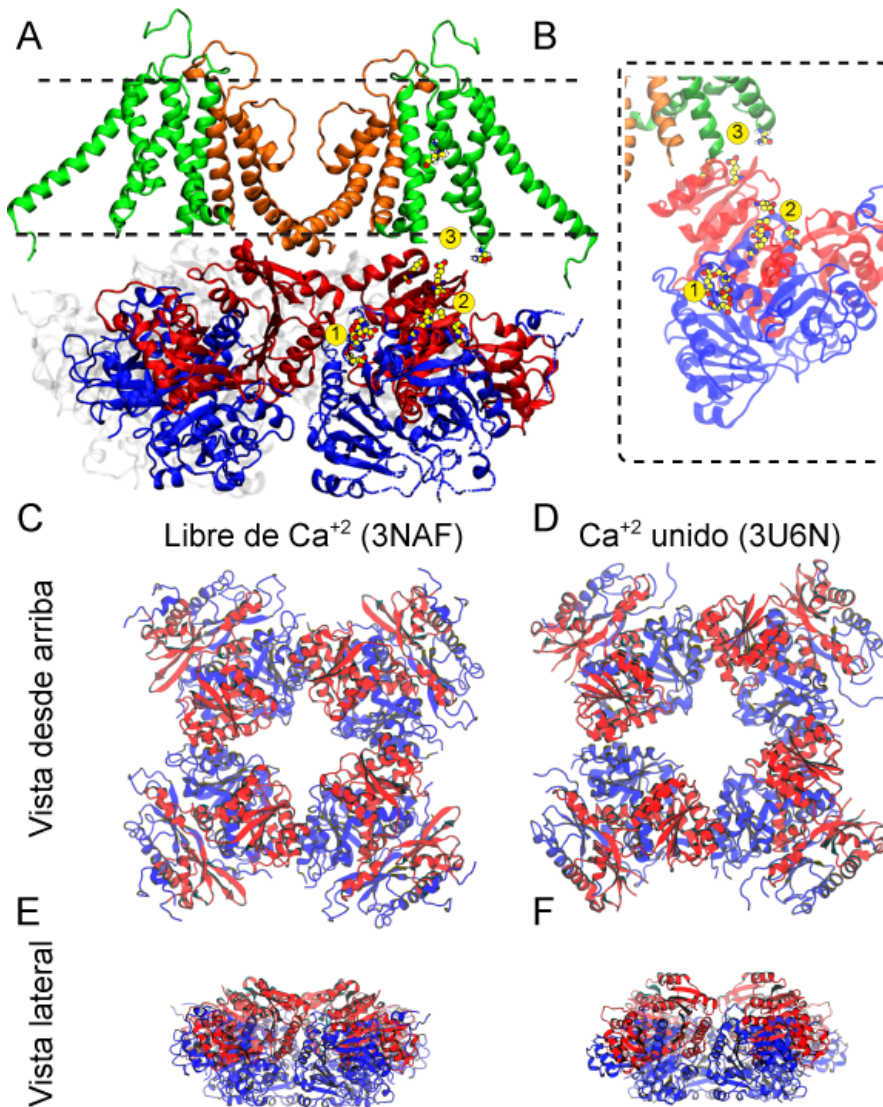 A
B
3
3
2
2
1
1
C
Libre de Ca⁺² (3NAF)
D
Ca⁺² unido (3U6N)
Vista desde arriba
E
F
Vista lateral